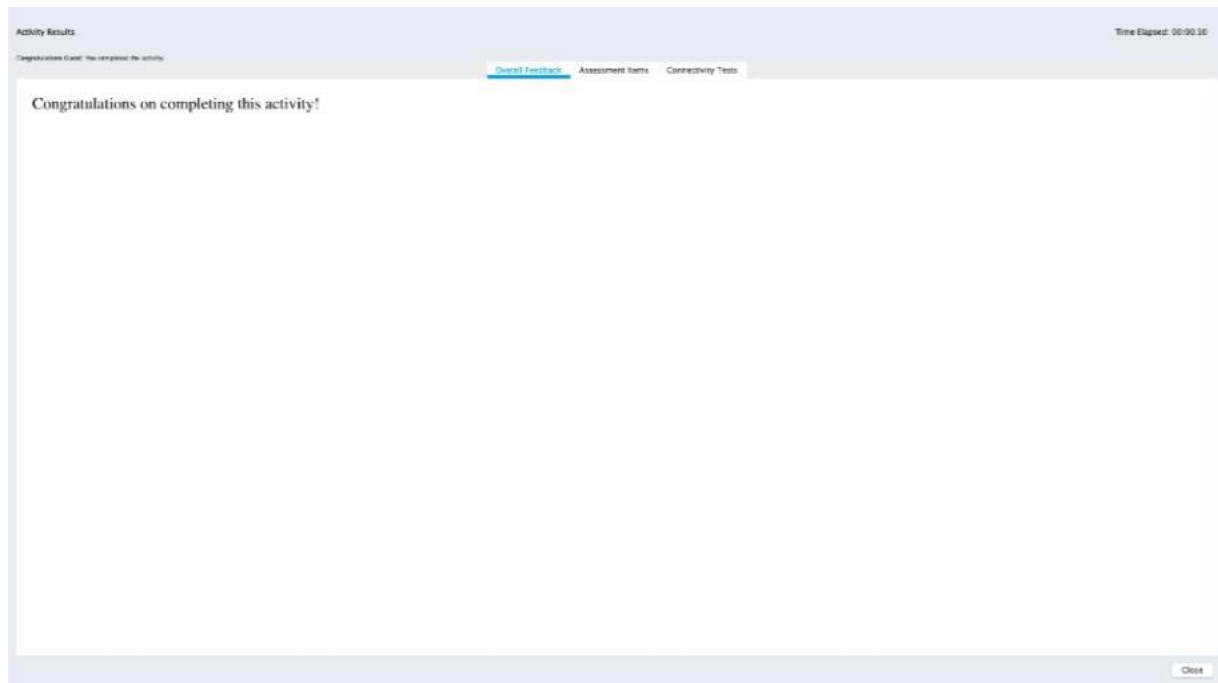 Activity Results
Time Elapsed: 00:00:10
Congratulations Guest! You completed the activity.
Overall Feedback Assessment Items Connectivity Tests
Congratulations on completing this activity!
Close